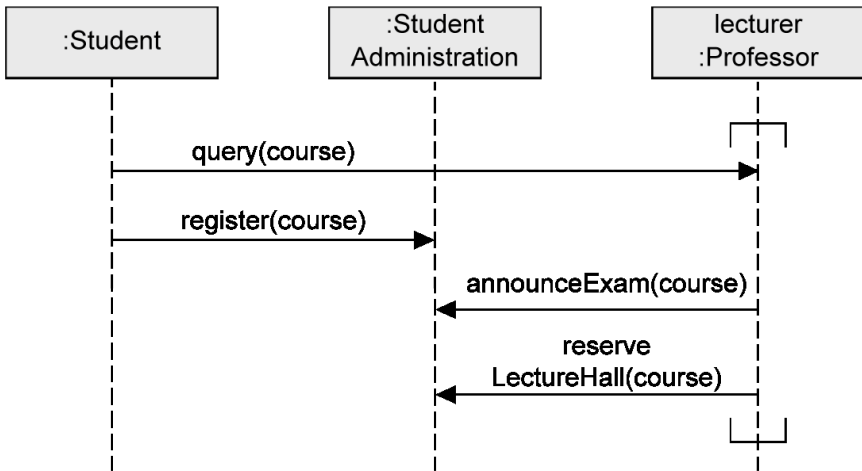 :Student
:Student
Administration
lecturer
:Professor
query(course)
register(course)
announceExam(course)
reserve
LectureHall(course)